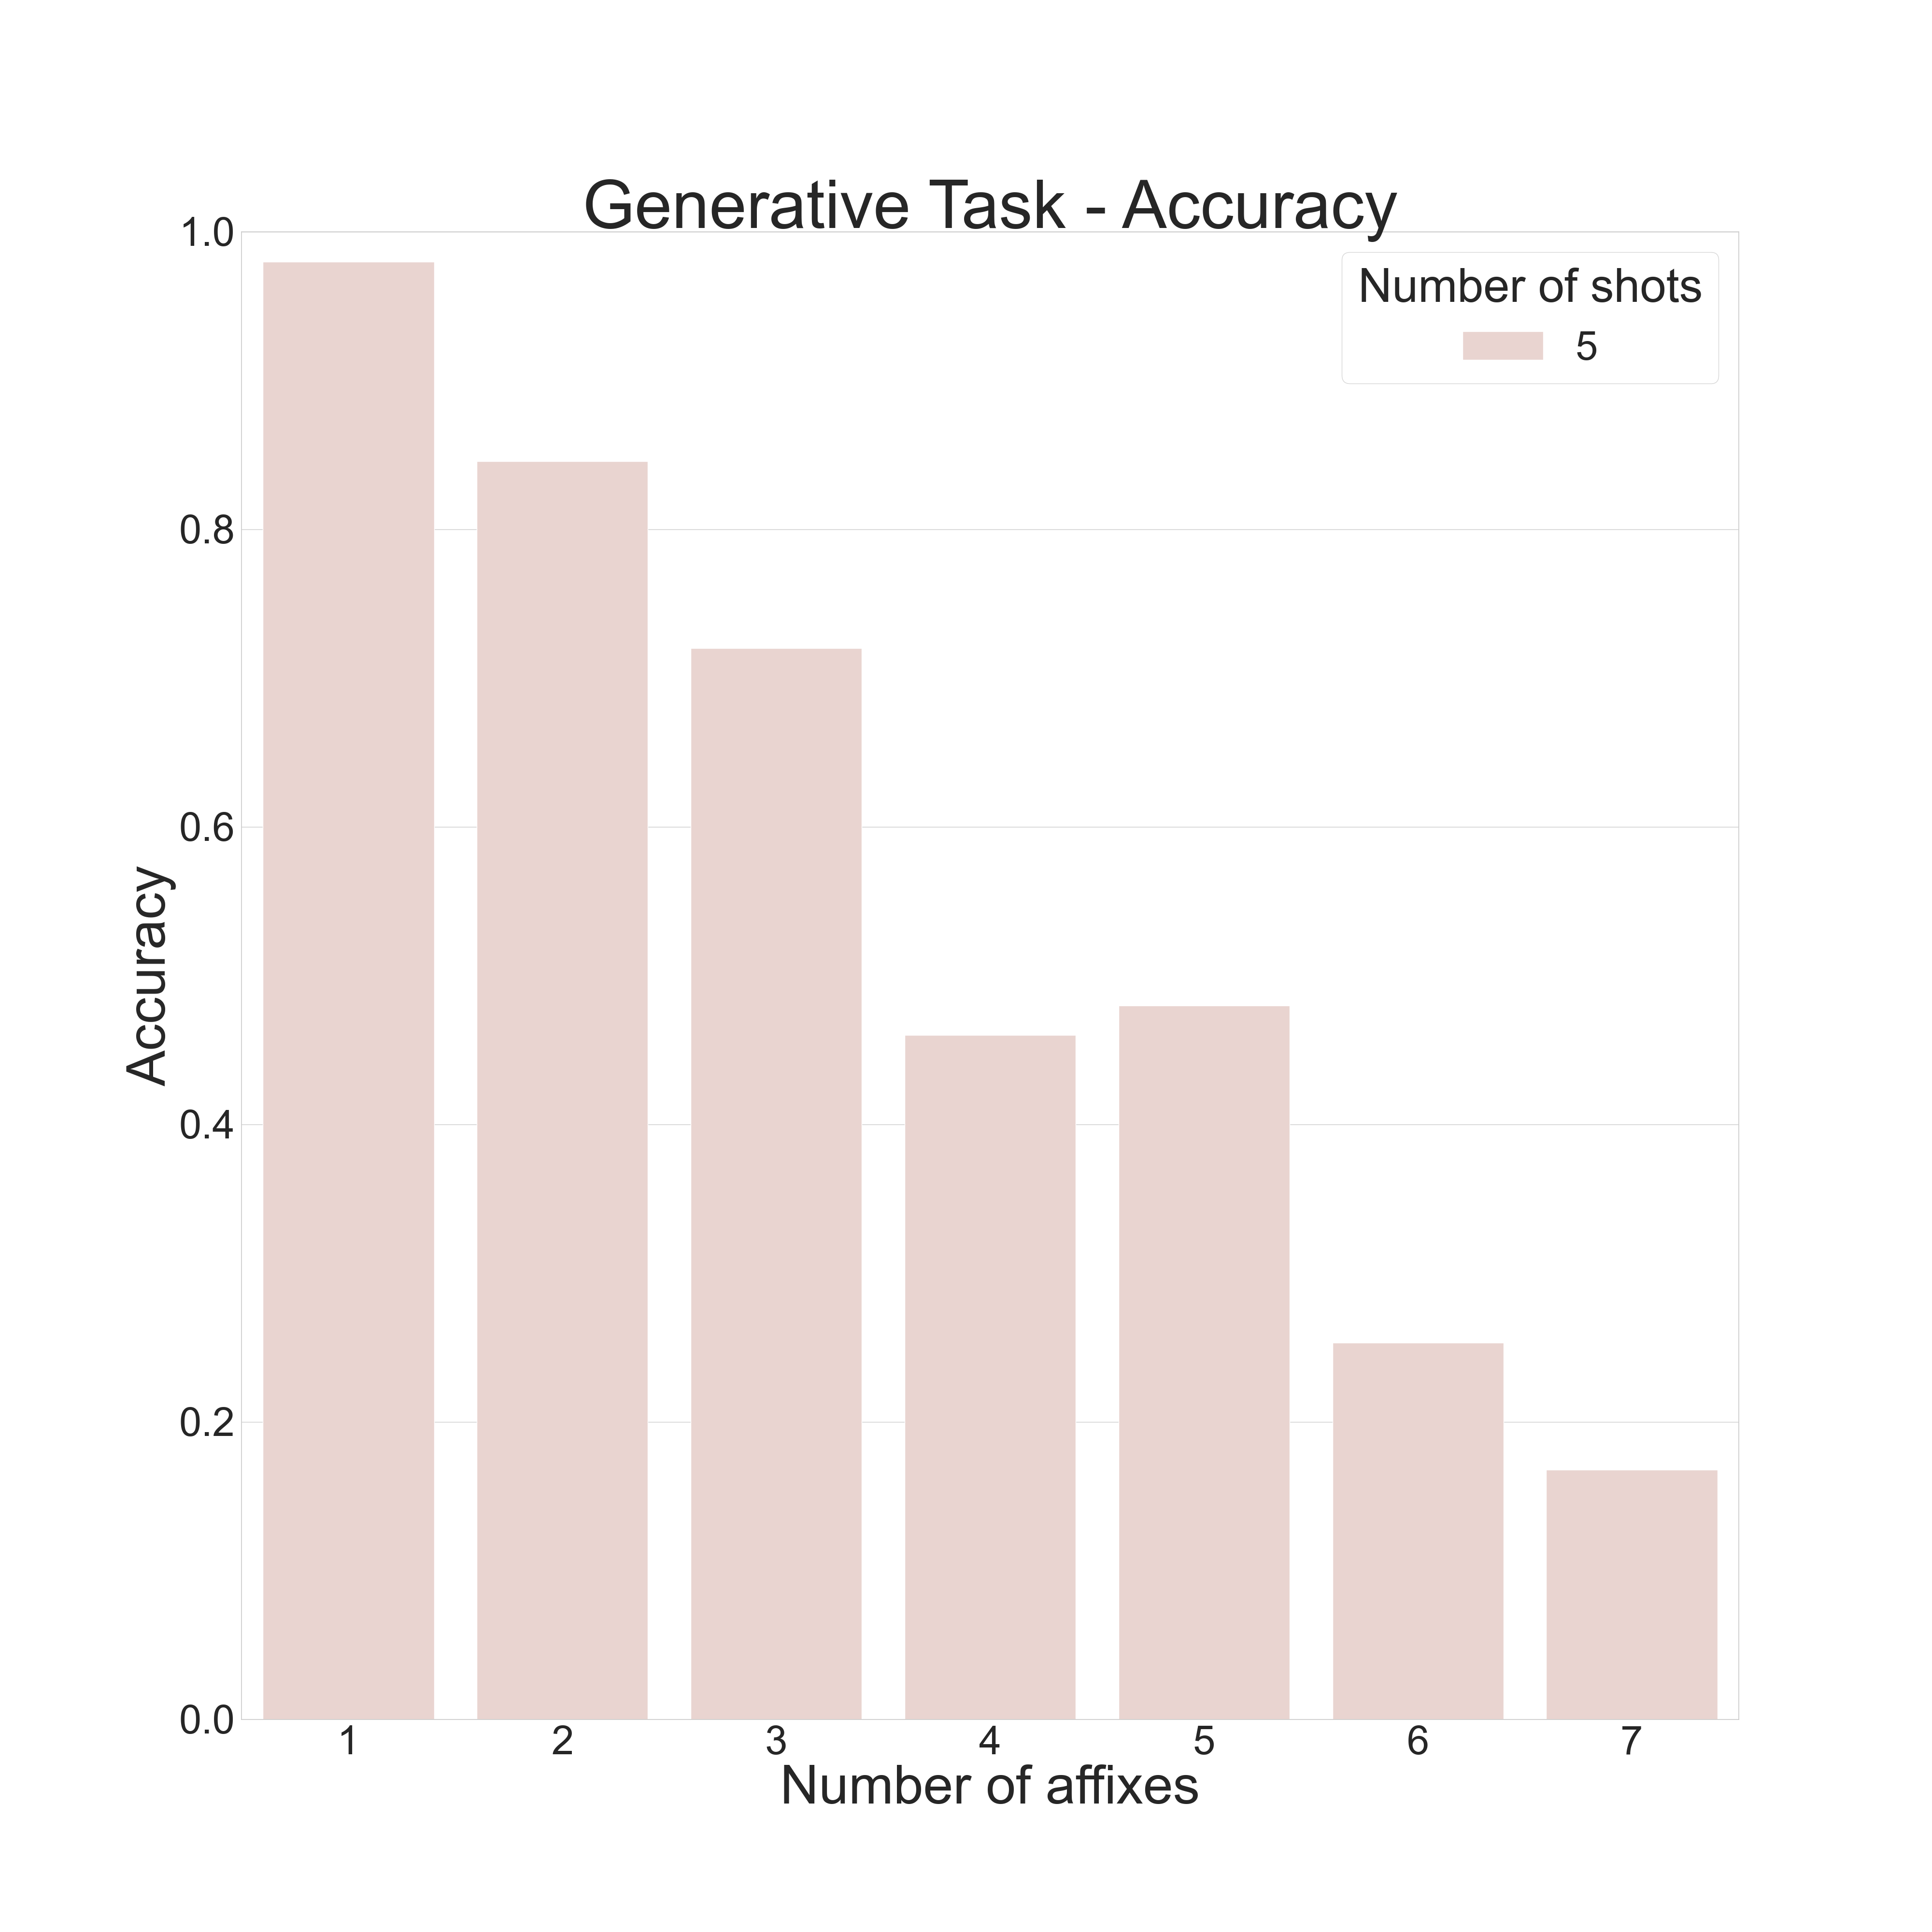 Generative Task - Accuracy
Number of shots
5
1.0
0.8
0.6
0.4
0.2
0.0
Accuracy
1 2 3 4 5 6 7
Number of affixes